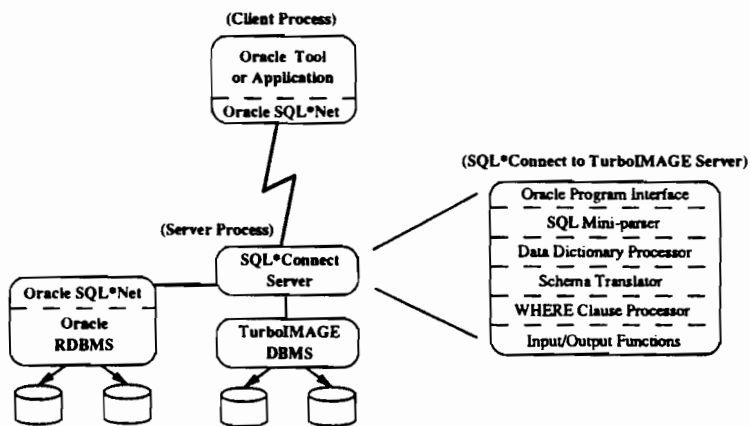 (Client Process)
Oracle Tool
or Application
Oracle SQL*Net
(SQL*Connect to TurboIMAGE Server)
Oracle Program Interface
SQL Mini-parser
Data Dictionary Processor
Schema Translator
WHERE Clause Processor
Input/Output Functions
(Server Process)
SQL*Connect
Server
Oracle SQL*Net
Oracle
RDBMS
TurboIMAGE
DBMS